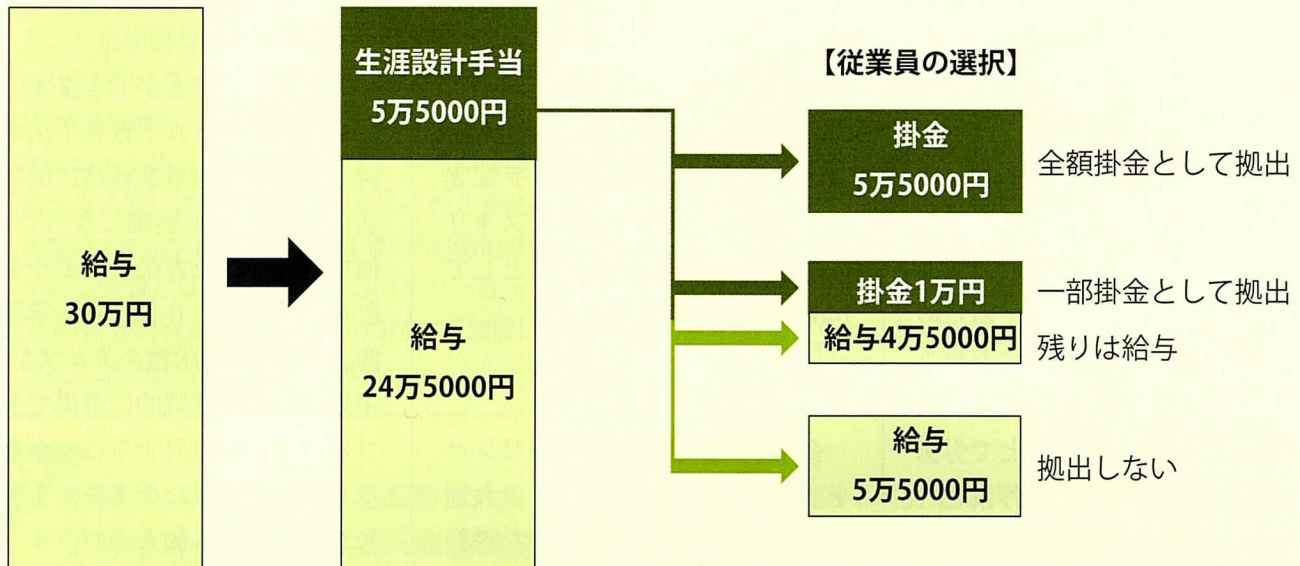 給与
30万円
生涯設計手当
5万5000円
給与
24万5000円
【従業員の選択】
掛金
5万5000円
全額掛金として拠出
掛金1万円
一部掛金として拠出
給与4万5000円
残りは給与
給与
5万5000円
拠出しない